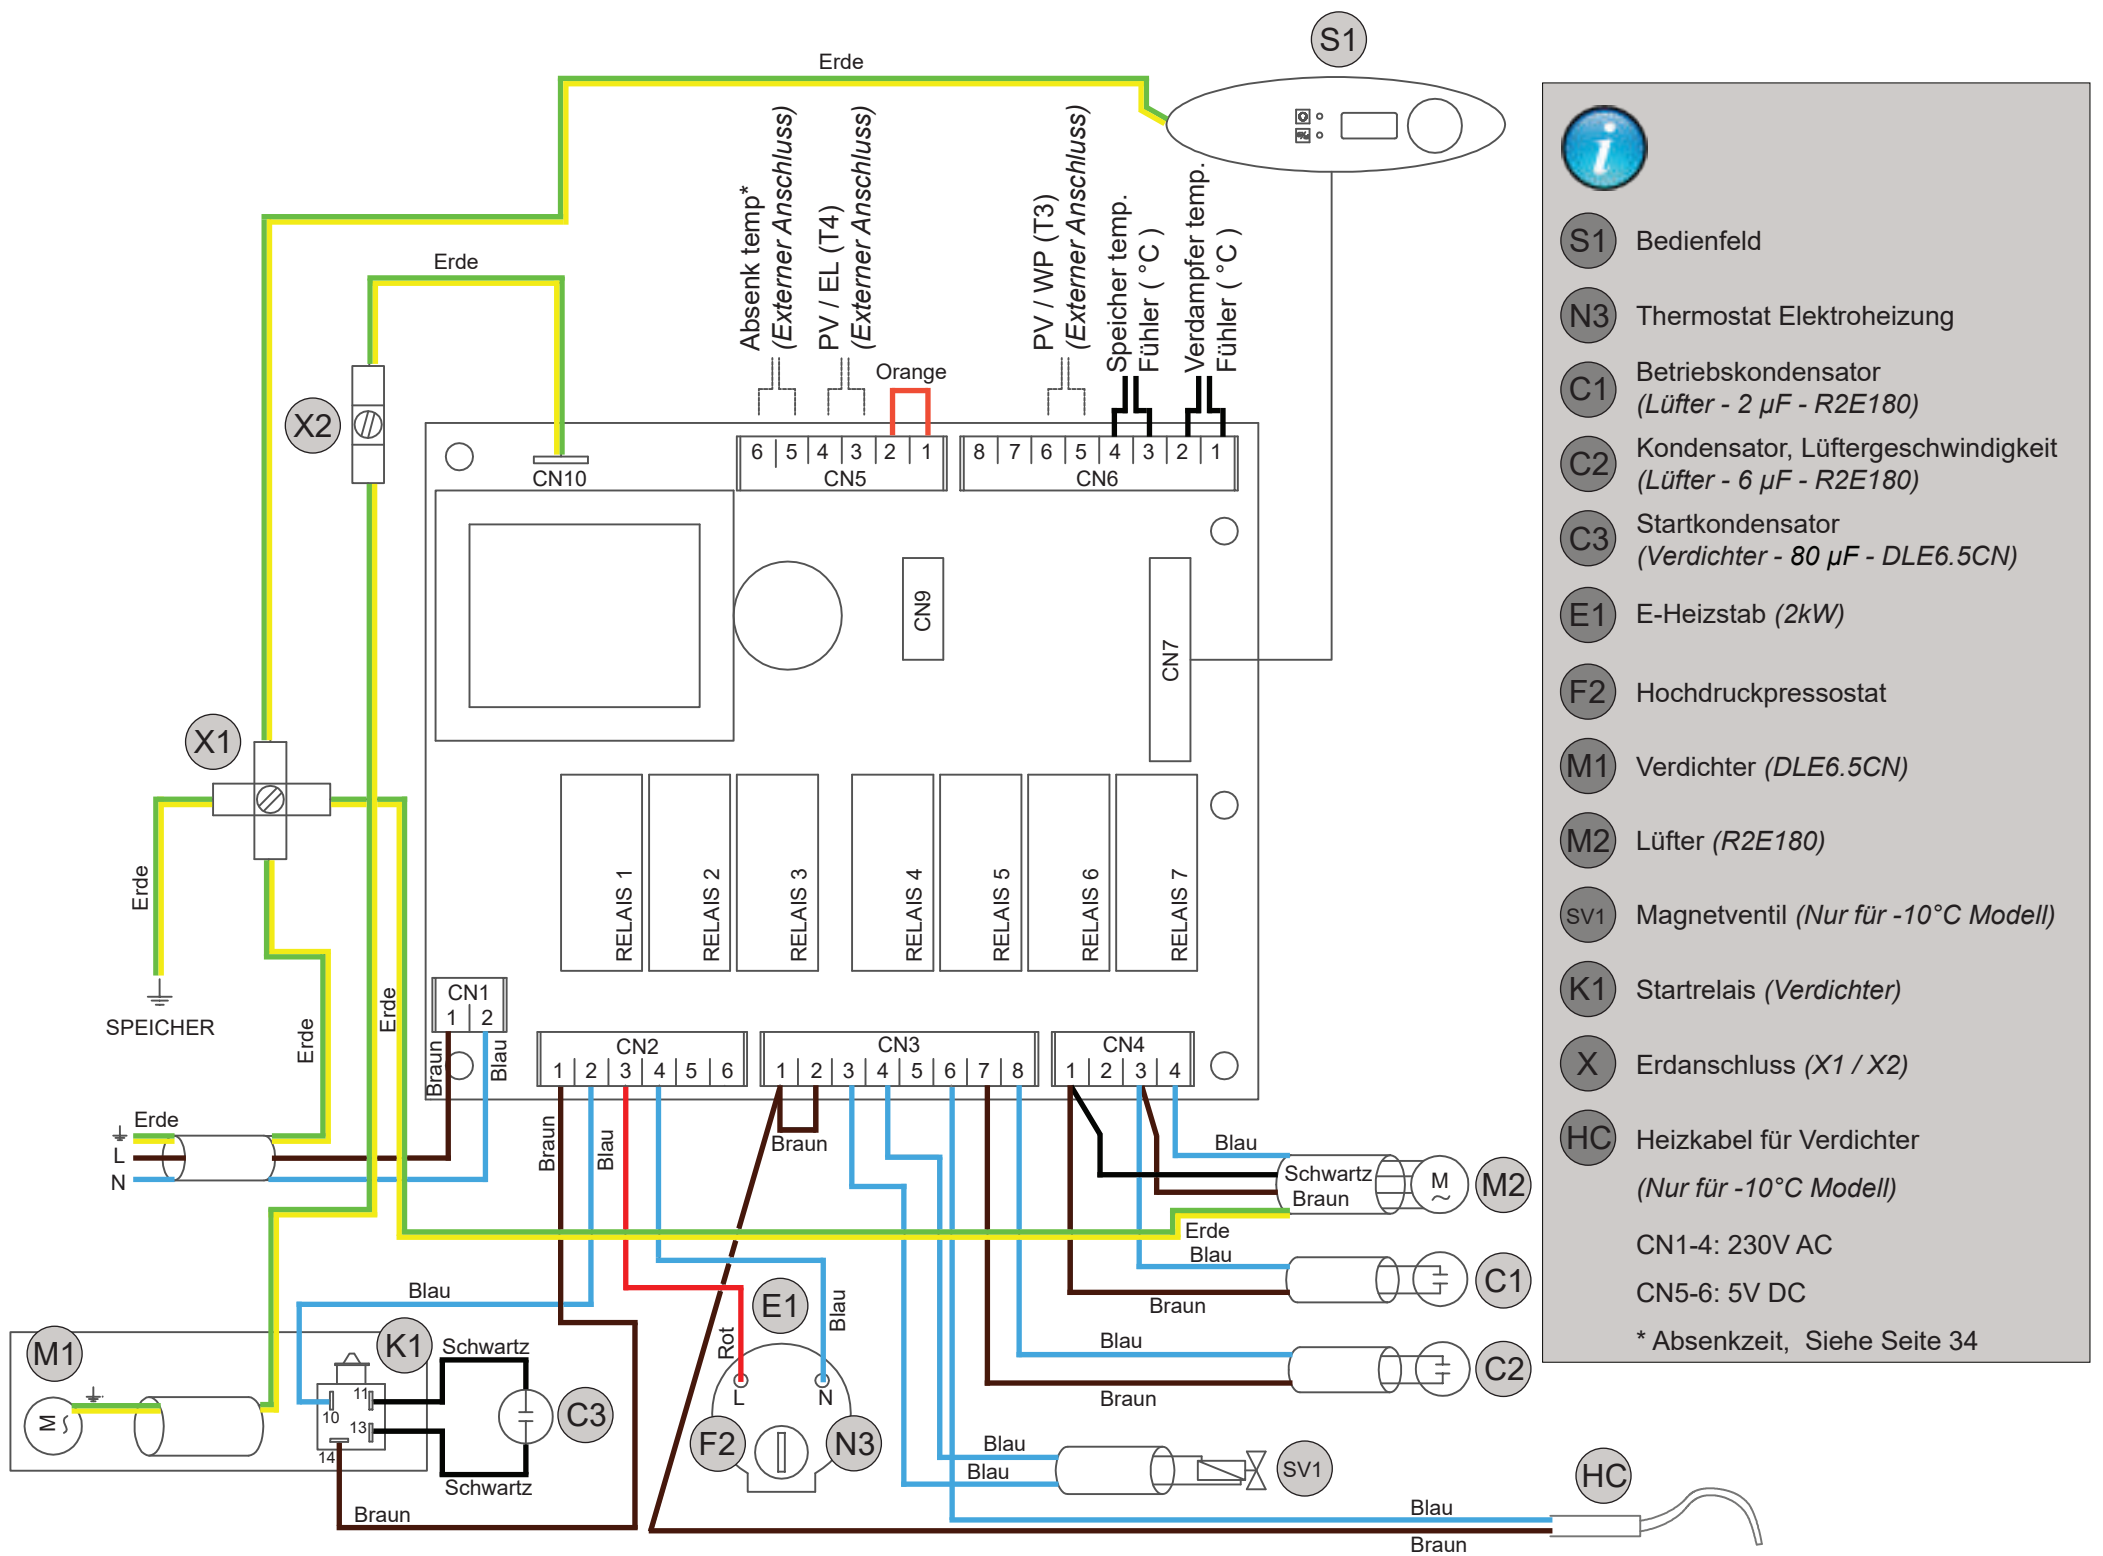 S1
Erde
Absenk temp*
(Externer Anschluss)
PV / EL (T4)
(Externer Anschluss)
PV / WP (T3)
(Externer Anschluss)
Speicher temp.
Fühler ( °C )
Verdampfer temp.
Fühler ( °C )
Erde
Orange
X2
6 5 4 3 2 1
CN5
8 7 6 5 4 3 2 1
CN6
CN10
CN9
CN7
X1
RELAIS 1
RELAIS 2
RELAIS 3
RELAIS 4
RELAIS 5
RELAIS 6
RELAIS 7
Erde
Erde
Erde
SPEICHER
CN1
1 2
Braun
Blau
CN2
1 2 3 4 5 6
CN3
1 2 3 4 5 6 7 8
CN4
1 2 3 4
Erde
L
N
Braun
Blau
Braun
Blau
Schwartz
Braun
M
~
M2
Erde
Blau
Braun
C1
Blau
Braun
C2
Blau
E1
Rot
Blau
L
N
F2
N3
M1
K1
M
~
11
10
13
14
Schwartz
C3
Schwartz
Braun
Blau
Blau
SV1
HC
Blau
Braun
i
S1 Bedienfeld
N3 Thermostat Elektroheizung
C1 Betriebskondensator
(Lüfter - 2 µF - R2E180)
C2 Kondensator, Lüftergeschwindigkeit
(Lüfter - 6 µF - R2E180)
C3 Startkondensator
(Verdichter - 80 µF - DLE6.5CN)
E1 E-Heizstab (2kW)
F2 Hochdruckpressostat
M1 Verdichter (DLE6.5CN)
M2 Lüfter (R2E180)
SV1 Magnetventil (Nur für -10°C Modell)
K1 Startrelais (Verdichter)
X Erdanschluss (X1 / X2)
HC Heizkabel für Verdichter
(Nur für -10°C Modell)
CN1-4: 230V AC
CN5-6: 5V DC
* Absenkzeit, Siehe Seite 34